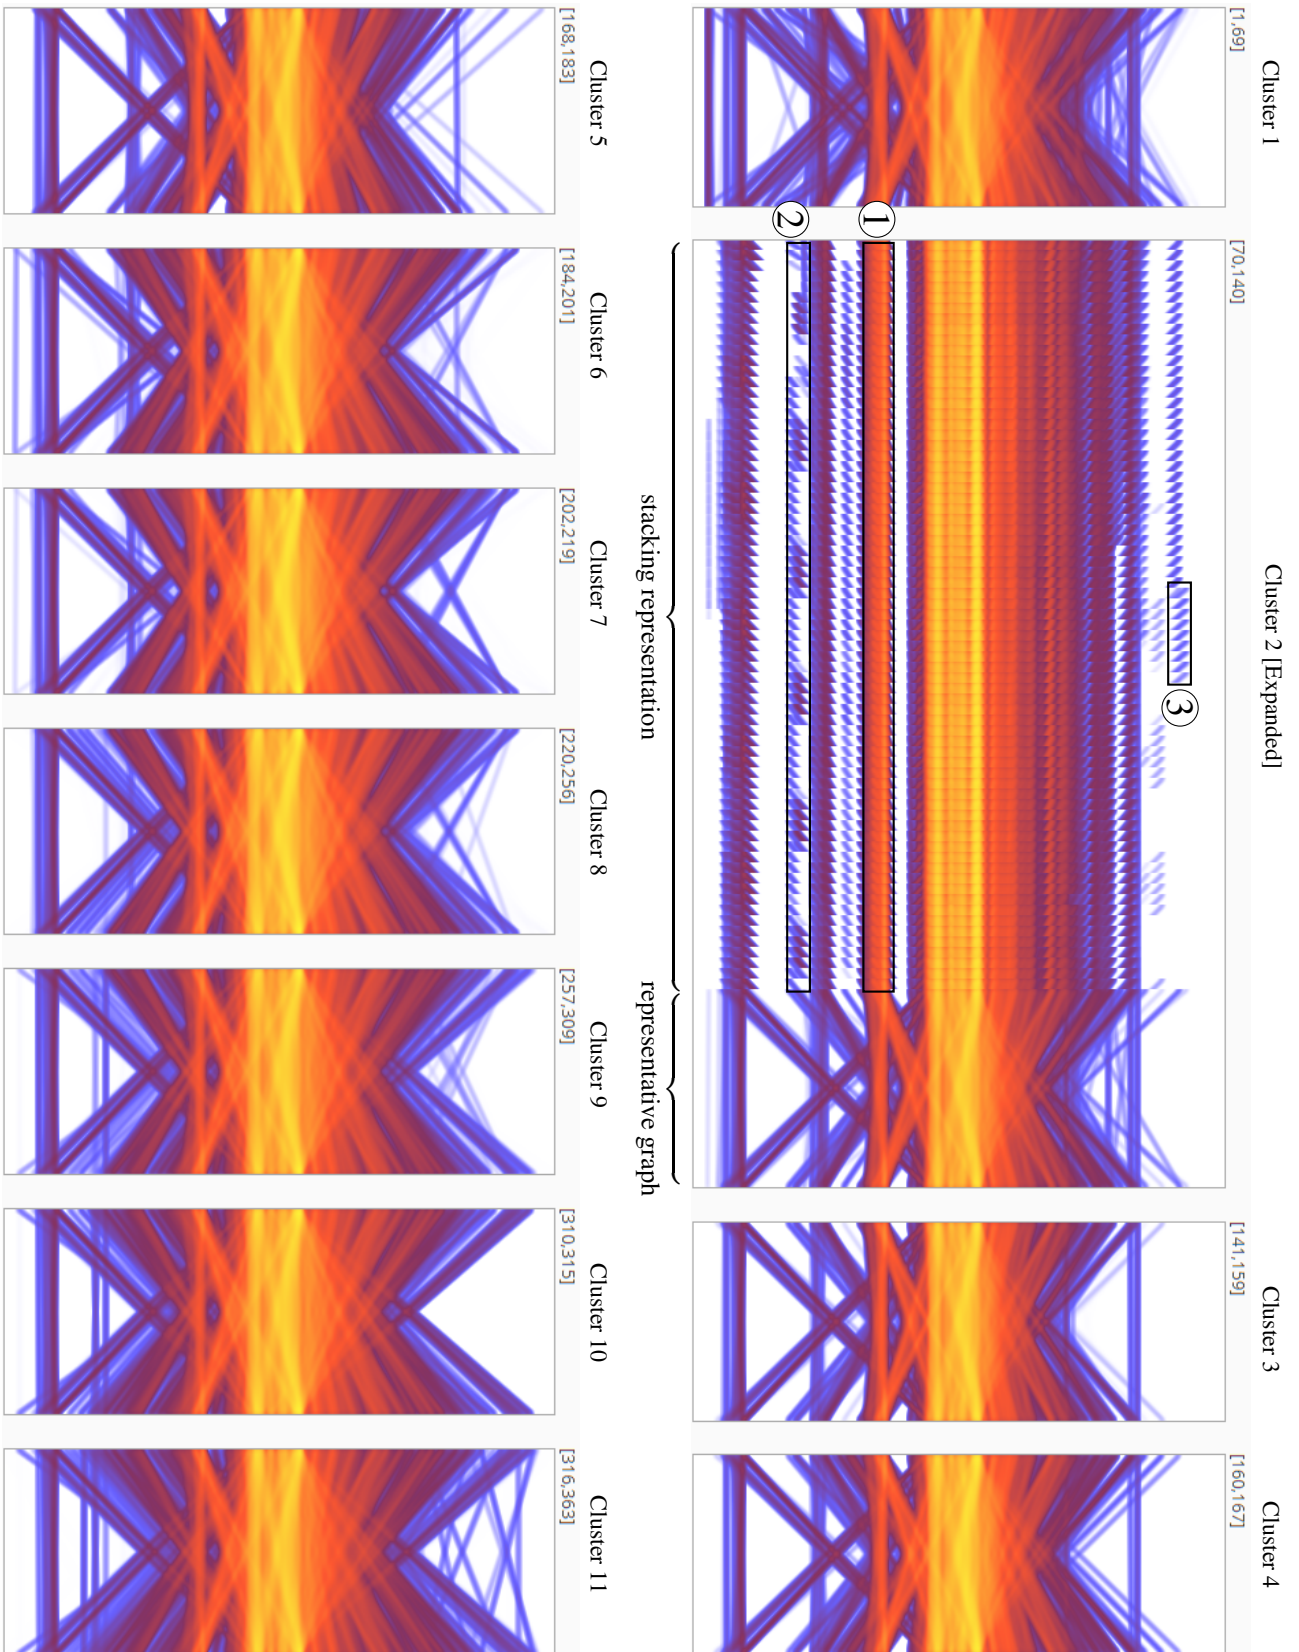 Cluster 1
Cluster 2 [Expanded]
Cluster 3
Cluster 4
[1,69]
[70,140]
[141,159]
[160,167]
③
①
②
stacking representation
representative graph
Cluster 5
Cluster 6
Cluster 7
Cluster 8
Cluster 9
Cluster 10
Cluster 11
[168,183]
[184,201]
[202,219]
[220,256]
[257,309]
[310,315]
[316,363]